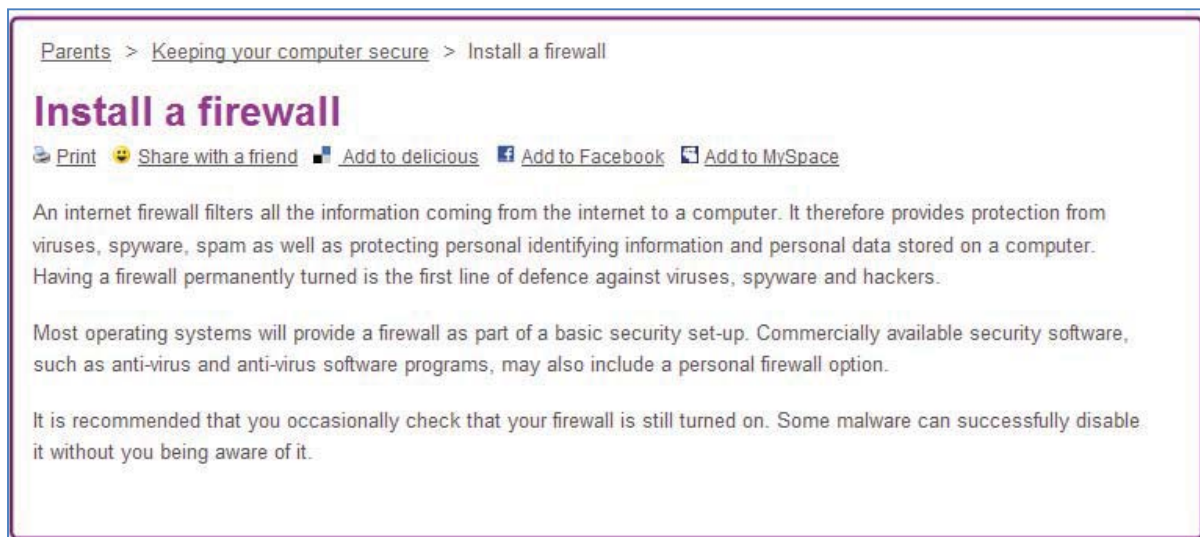 Parents > Keeping your computer secure > Install a firewall
Install a firewall
Print Share with a friend Add to delicious Add to Facebook Add to MySpace
An internet firewall filters all the information coming from the internet to a computer. It therefore provides protection from
viruses, spyware, spam as well as protecting personal identifying information and personal data stored on a computer.
Having a firewall permanently turned is the first line of defence against viruses, spyware and hackers.
Most operating systems will provide a firewall as part of a basic security set-up. Commercially available security software,
such as anti-virus and anti-virus software programs, may also include a personal firewall option.
It is recommended that you occasionally check that your firewall is still turned on. Some malware can successfully disable
it without you being aware of it.